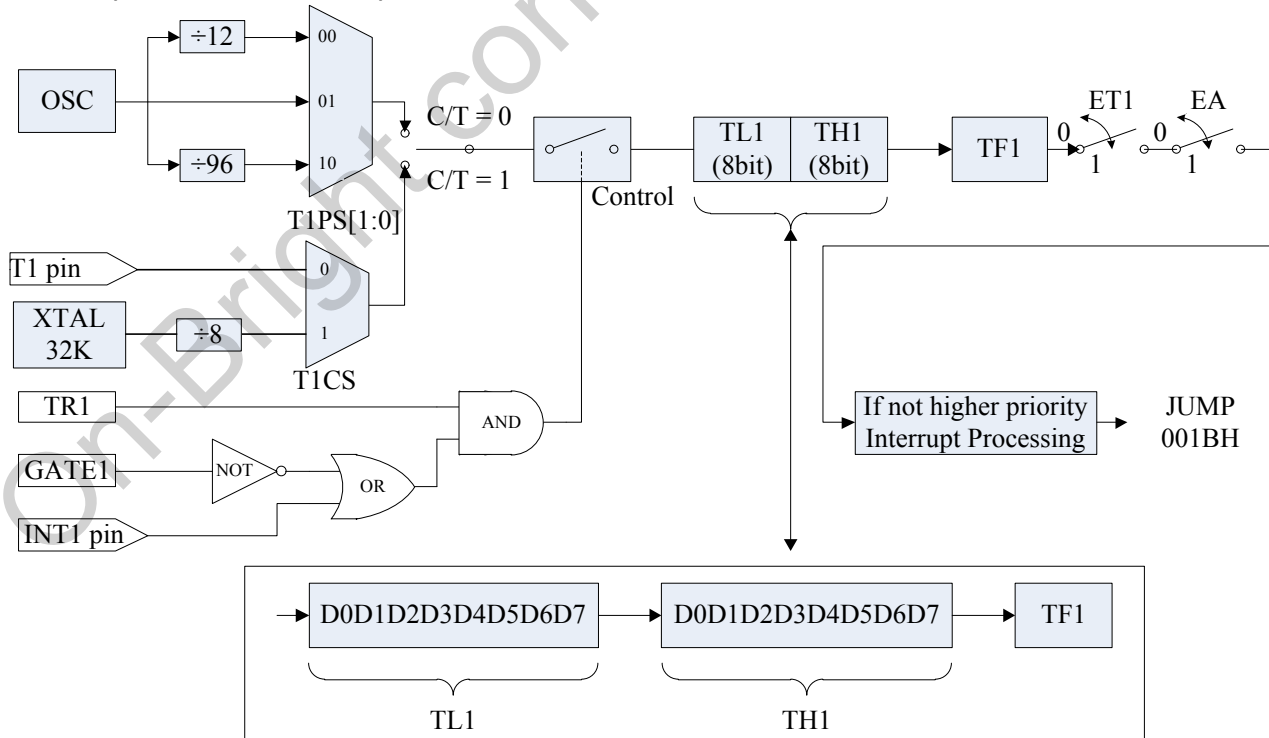 ÷12
00
OSC
01
÷96
10
T1PS[1:0]
C/T = 0
C/T = 1
Control
TL1
(8bit)
TH1
(8bit)
TF1
ET1
0
1
EA
0
1
T1 pin
0
XTAL
32K
÷8
1
T1CS
TR1
AND
GATE1
NOT
OR
INT1 pin
If not higher priority
Interrupt Processing
JUMP
001BH
D0D1D2D3D4D5D6D7
D0D1D2D3D4D5D6D7
TF1
TL1
TH1
On-Bright